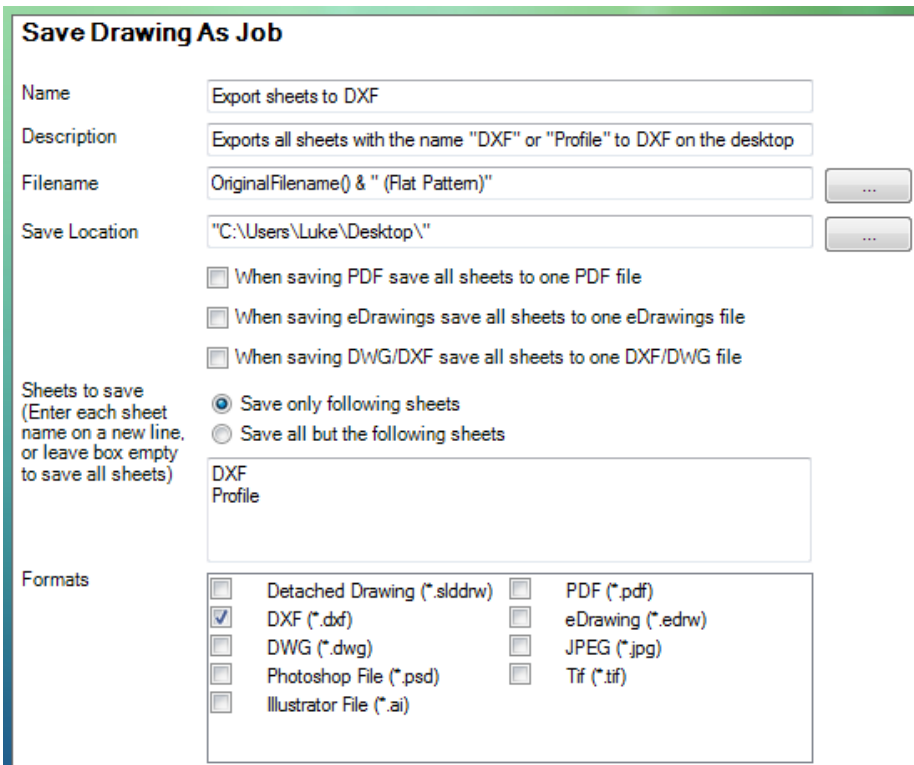 Save Drawing As Job
Name
Export sheets to DXF
Description
Exports all sheets with the name "DXF" or "Profile" to DXF on the desktop
Filename
OriginalFilename() & " (Flat Pattern)"
...
Save Location
"C:\Users\Luke\Desktop\"
...
When saving PDF save all sheets to one PDF file
When saving eDrawings save all sheets to one eDrawings file
When saving DWG/DXF save all sheets to one DXF/DWG file
Sheets to save
(Enter each sheet
name on a new line,
or leave box empty
to save all sheets)
Save only following sheets
Save all but the following sheets
DXF
Profile
Formats
Detached Drawing (*.slddrw)
PDF (*.pdf)
DXF (*.dxf)
eDrawing (*.edrw)
DWG (*.dwg)
JPEG (*.jpg)
Photoshop File (*.psd)
Tif (*.tif)
Illustrator File (*.ai)